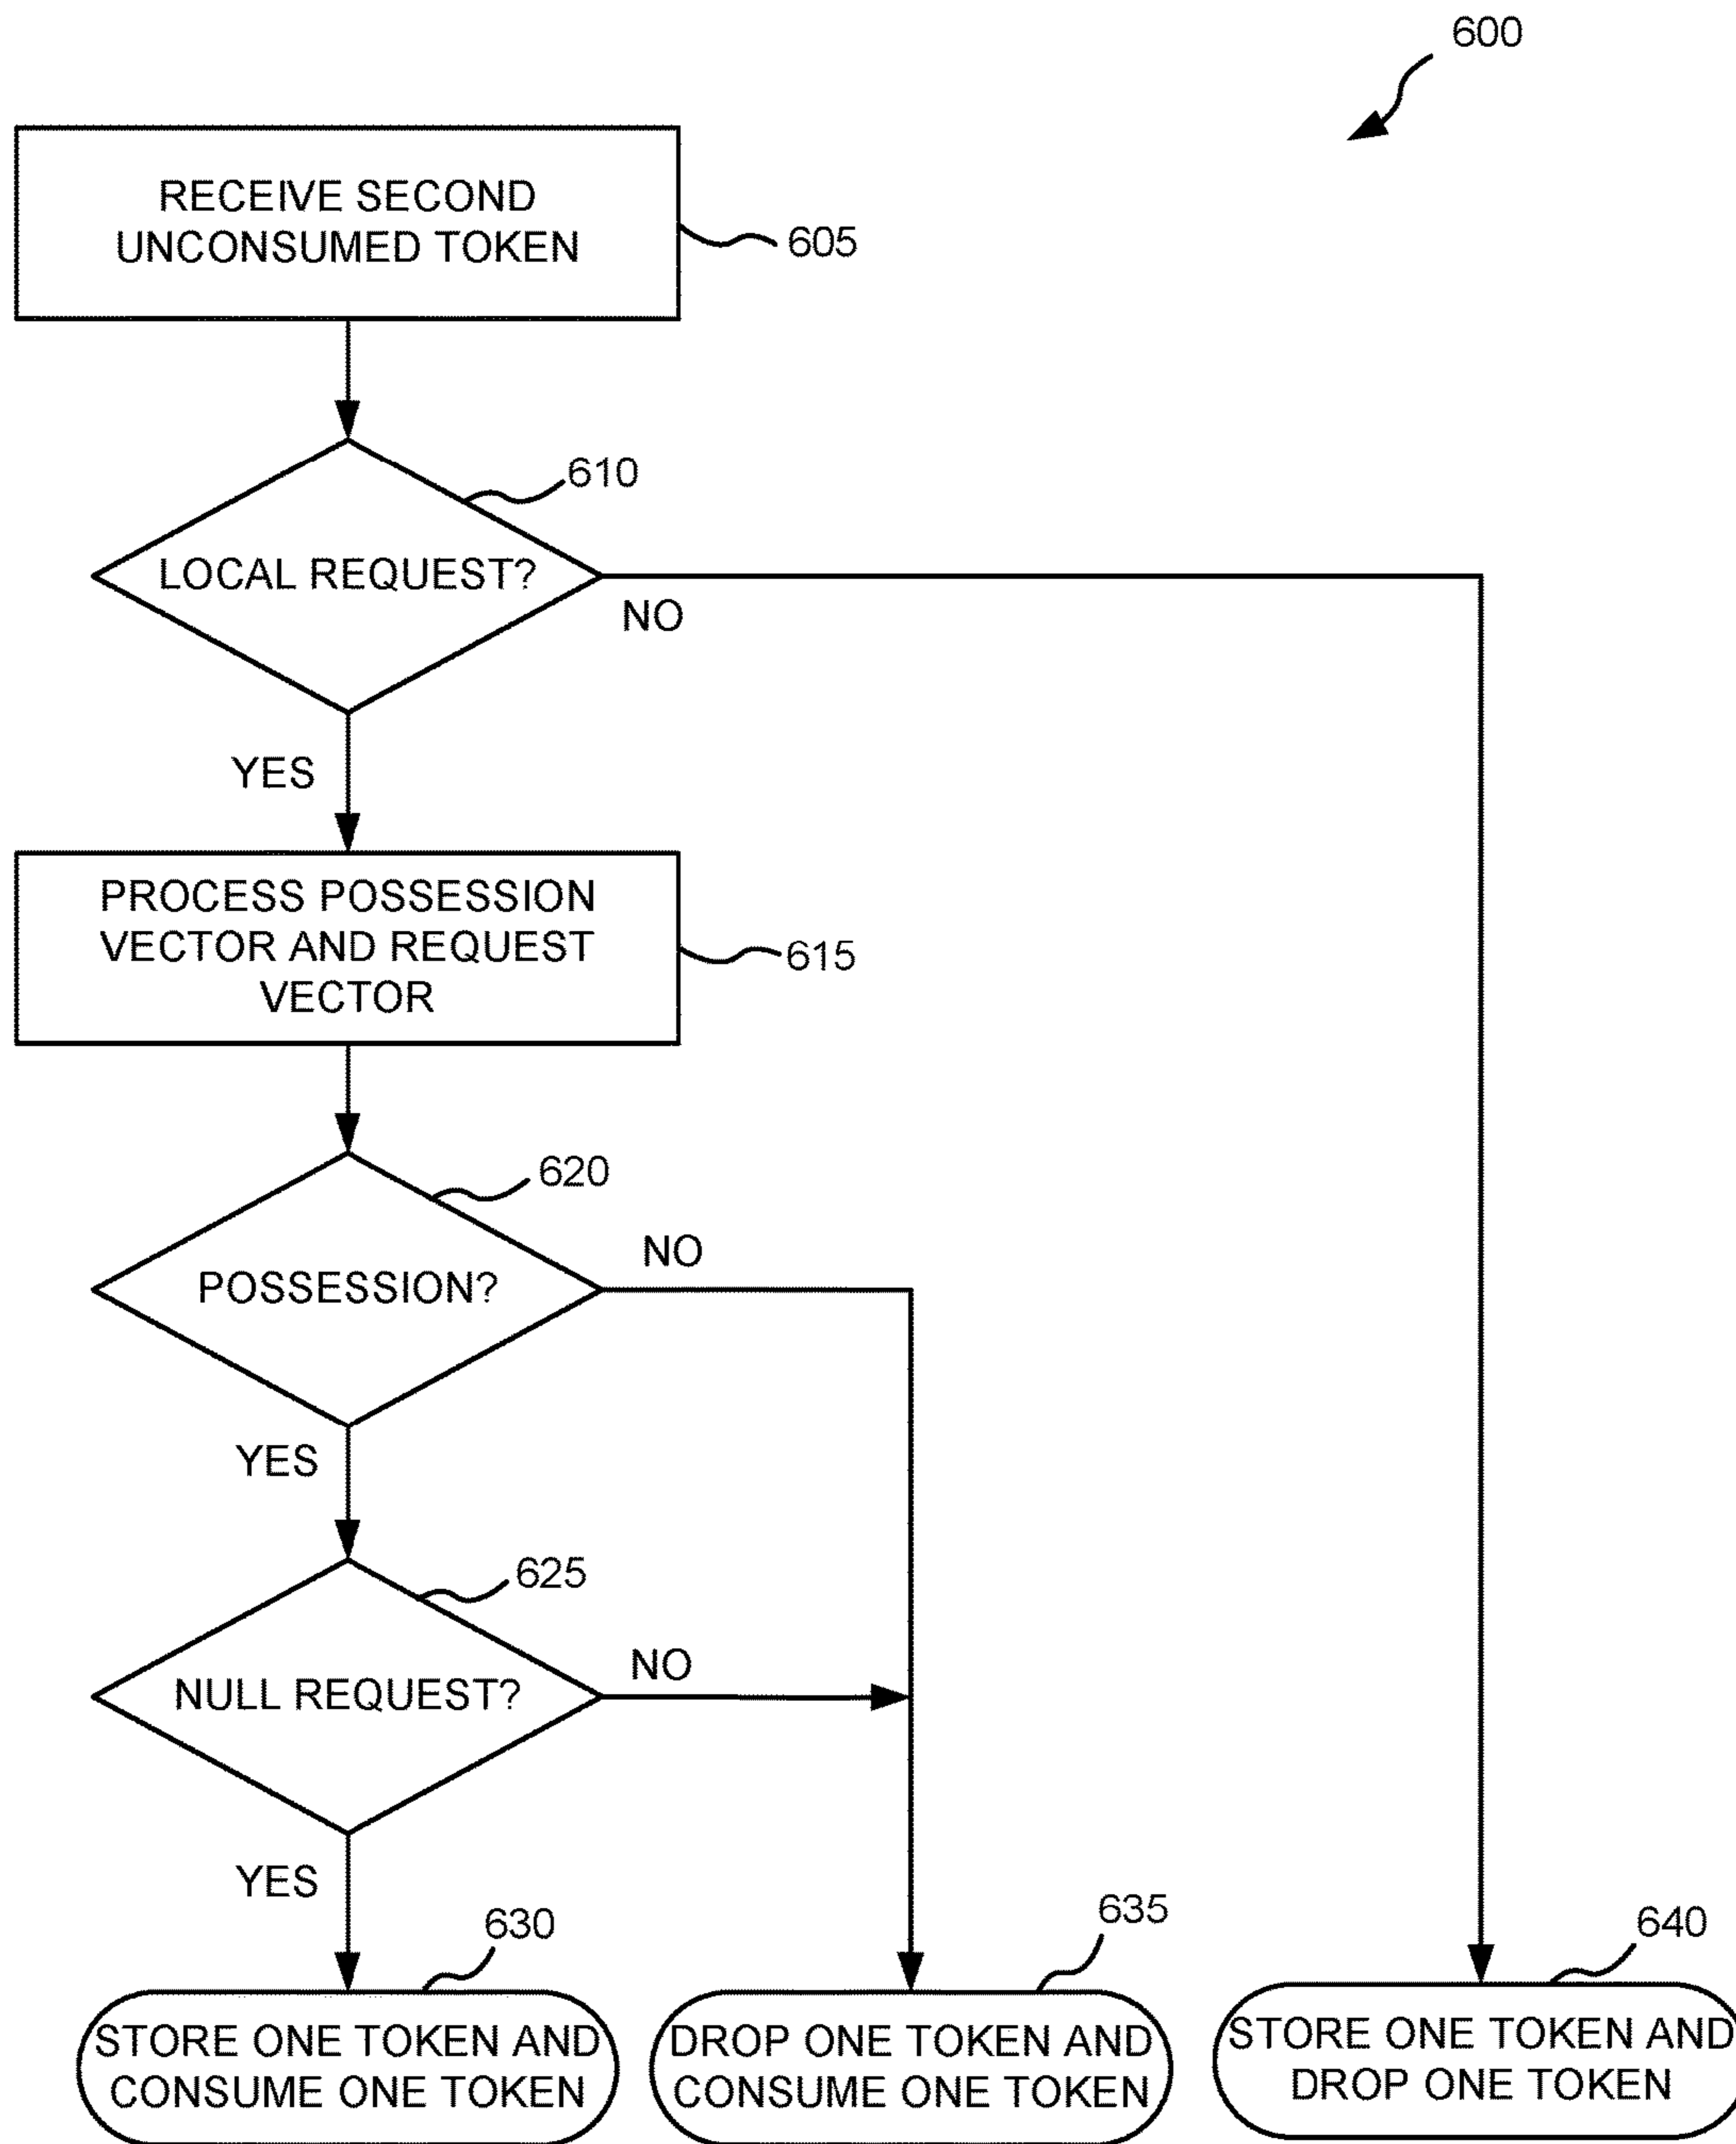 600
RECEIVE SECOND
UNCONSUMED TOKEN
605
610
LOCAL REQUEST?
NO
YES
PROCESS POSSESSION
VECTOR AND REQUEST
VECTOR
615
620
POSSESSION?
NO
YES
625
NULL REQUEST?
NO
YES
630
STORE ONE TOKEN AND
CONSUME ONE TOKEN
635
DROP ONE TOKEN AND
CONSUME ONE TOKEN
640
STORE ONE TOKEN AND
DROP ONE TOKEN